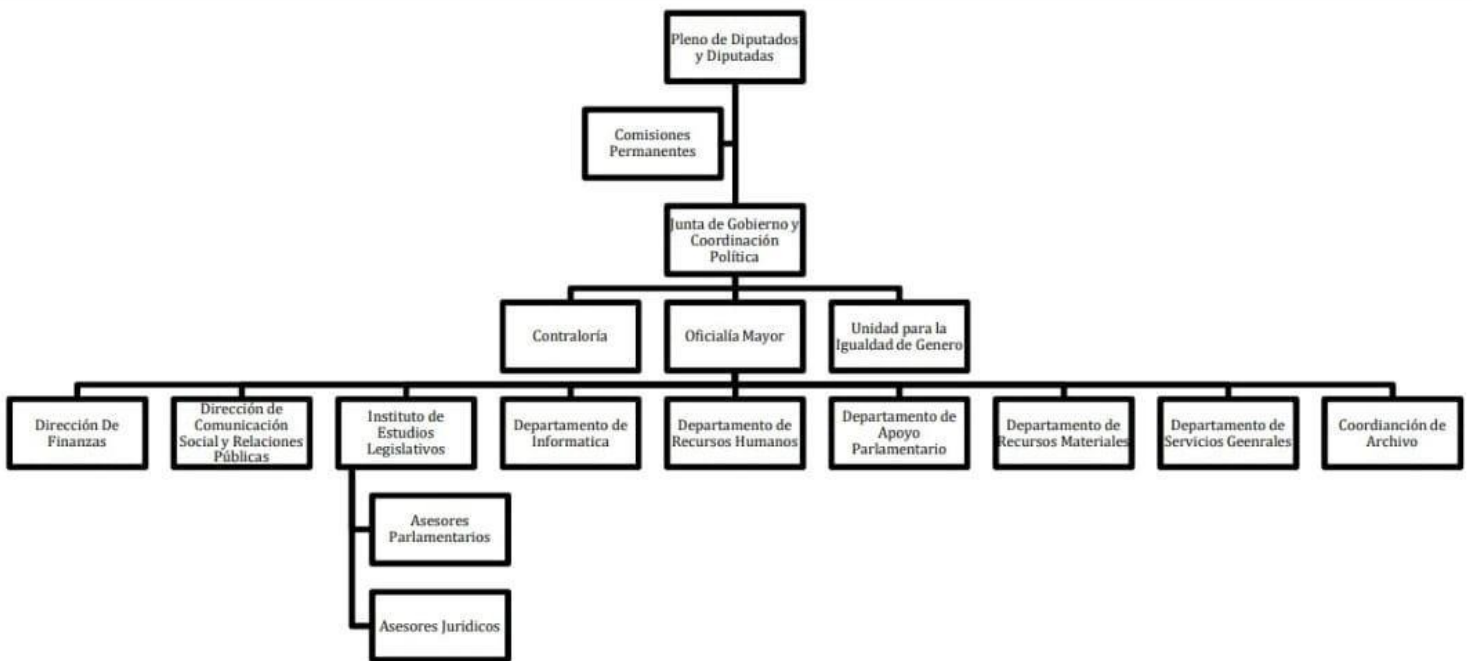 Pleno de Diputados
y Diputadas
Comisiones
Permanentes
Junta de Gobierno y
Coordinación
Política
Contraloría
Oficialía Mayor
Unidad para la
Igualdad de Genero
Dirección De
Finanzas
Dirección de
Comunicación
Social y Relaciones
Públicas
Instituto de
Estudios
Legislativos
Departamento de
Informatica
Departamento de
Recursos Humanos
Departamento de
Apoyo
Parlamentario
Departamento de
Recursos Materiales
Departamento de
Servicios Geenrales
Coordianción de
Archivo
Asesores
Parlamentarios
Asesores Juridicos